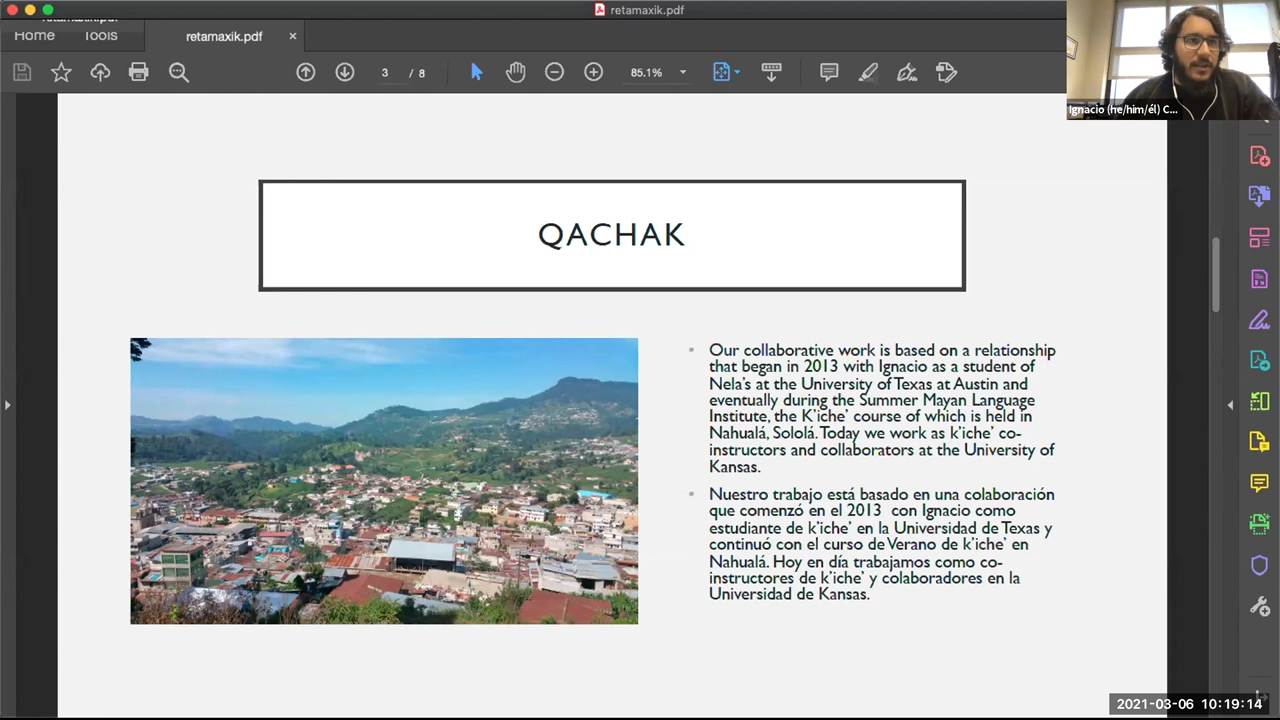 retamaxik.pdf
Home Tools retamaxik.pdf ×
3 / 8 85.1%
Ignacio (he/him/él) C...
QACHAK
• Our collaborative work is based on a relationship
that began in 2013 with Ignacio as a student of
Nela's at the University of Texas at Austin and
eventually during the Summer Mayan Language
Institute, the K'iche' course of which is held in
Nahualá, Sololá. Today we work as k'iche' co-
instructors and collaborators at the University of
Kansas.
• Nuestro trabajo está basado en una colaboración
que comenzó en el 2013 con Ignacio como
estudiante de k'iche' en la Universidad de Texas y
continuó con el curso de Verano de k'iche' en
Nahualá. Hoy en día trabajamos como co-
instructores de k'iche' y colaboradores en la
Universidad de Kansas.
2021-03-06 10:19:14